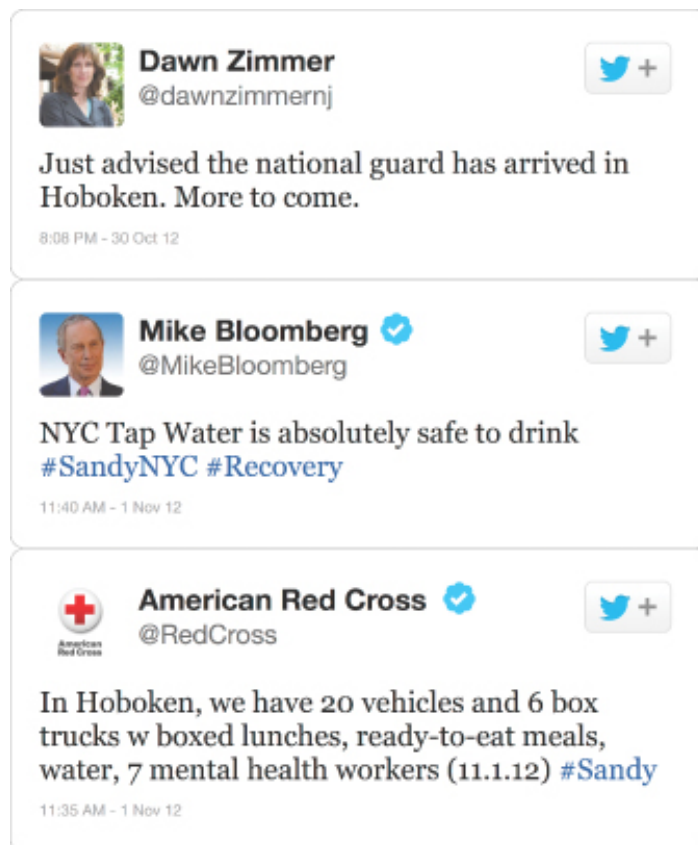 Dawn Zimmer
@dawnzimmernj
+
Just advised the national guard has arrived in
Hoboken. More to come.
8:08 PM - 30 Oct 12
Mike Bloomberg
@MikeBloomberg
+
NYC Tap Water is absolutely safe to drink
#SandyNYC #Recovery
11:40 AM - 1 Nov 12
American Red Cross
@RedCross
+
American
Red Cross
In Hoboken, we have 20 vehicles and 6 box
trucks w boxed lunches, ready-to-eat meals,
water, 7 mental health workers (11.1.12) #Sandy
11:35 AM - 1 Nov 12